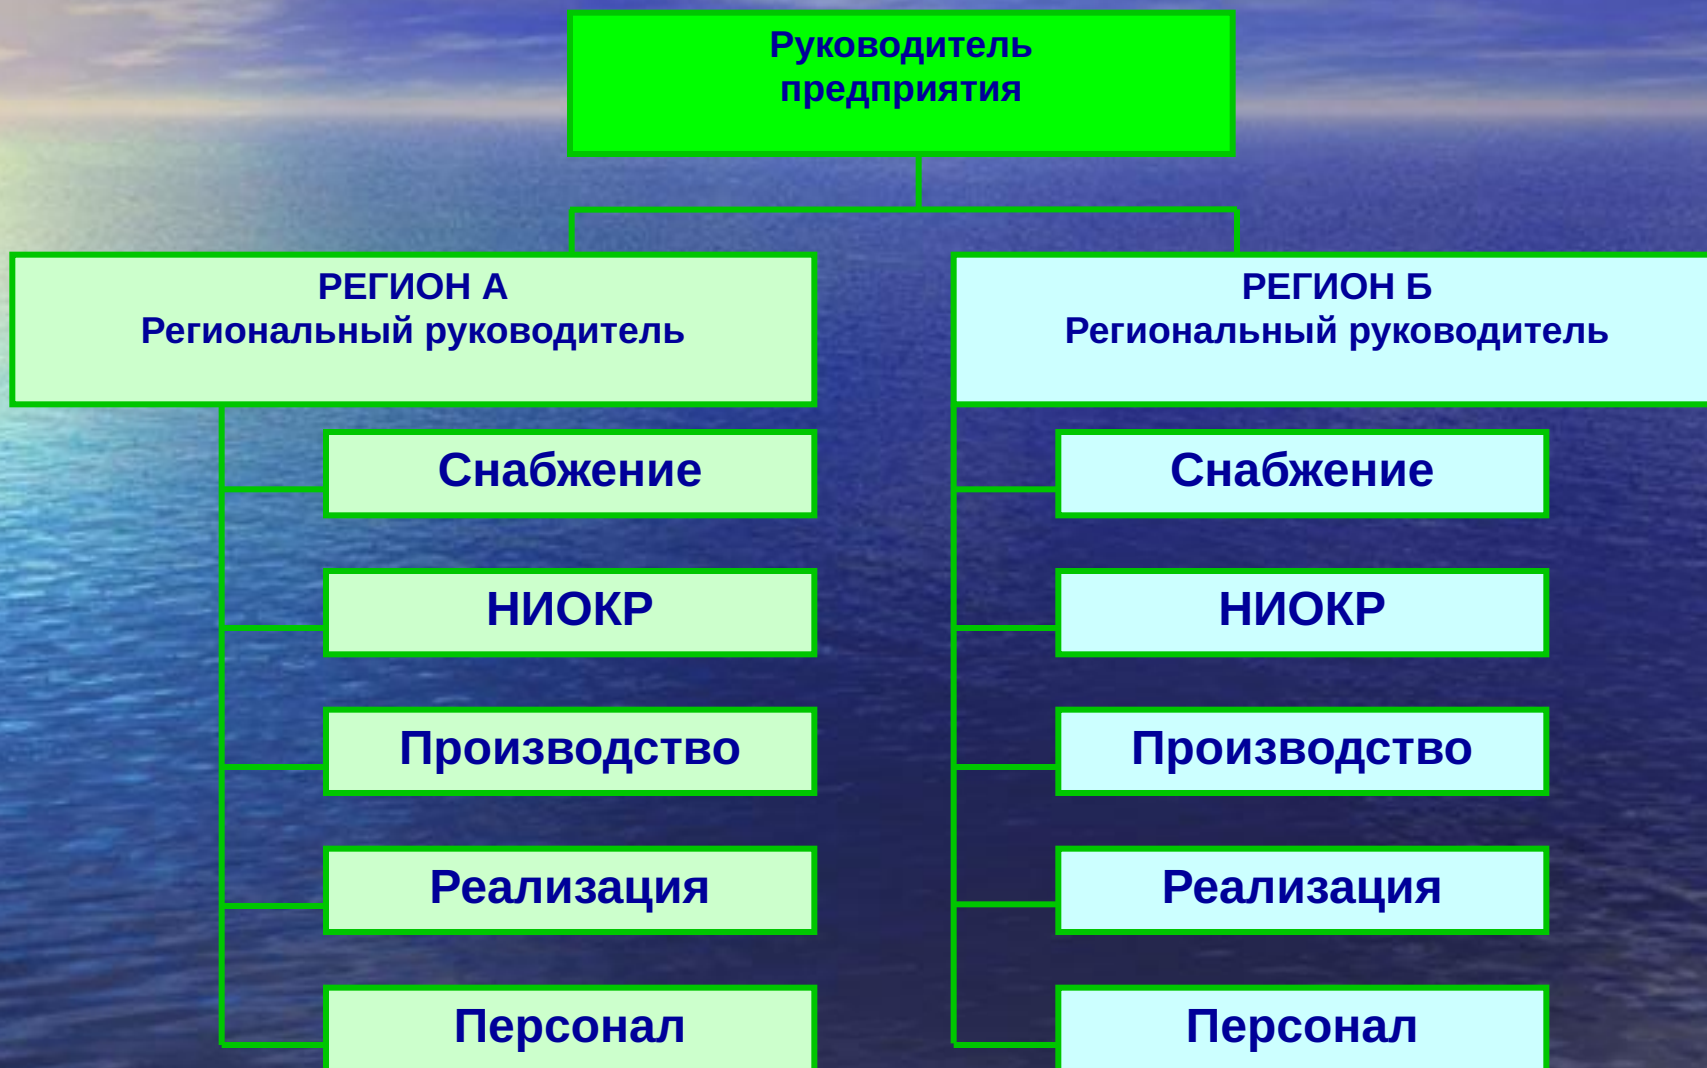 Руководитель
предприятия
РЕГИОН А
Региональный руководитель
РЕГИОН Б
Региональный руководитель
Снабжение
Снабжение
НИОКР
НИОКР
Производство
Производство
Реализация
Реализация
Персонал
Персонал